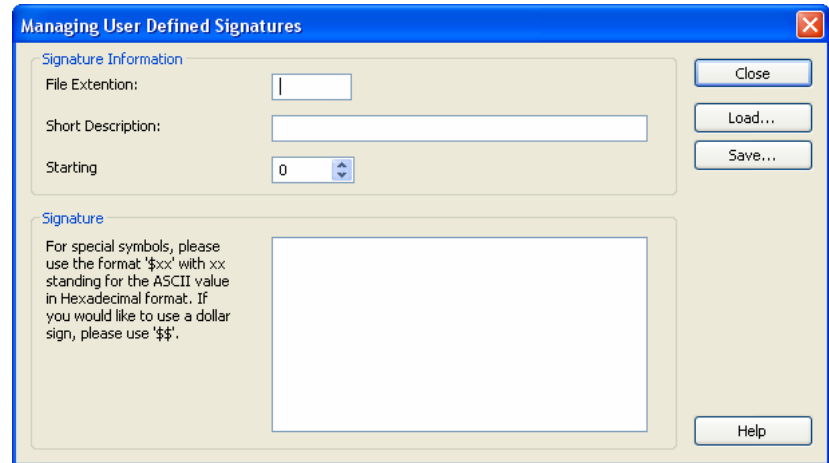 Managing User Defined Signatures
Signature Information
File Extention:
Short Description:
Starting
0
Close
Load...
Save...
Signature
For special symbols, please
use the format '$xx' with xx
standing for the ASCII value
in Hexadecimal format. If
you would like to use a dollar
sign, please use '$$'.
Help